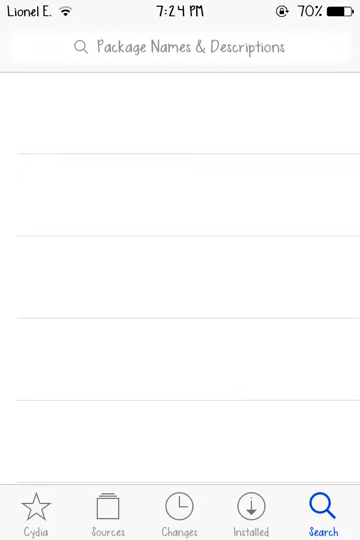 Lionel E. 7:24 PM 70%
Package Names & Descriptions
Cydia Sources Changes Installed Search